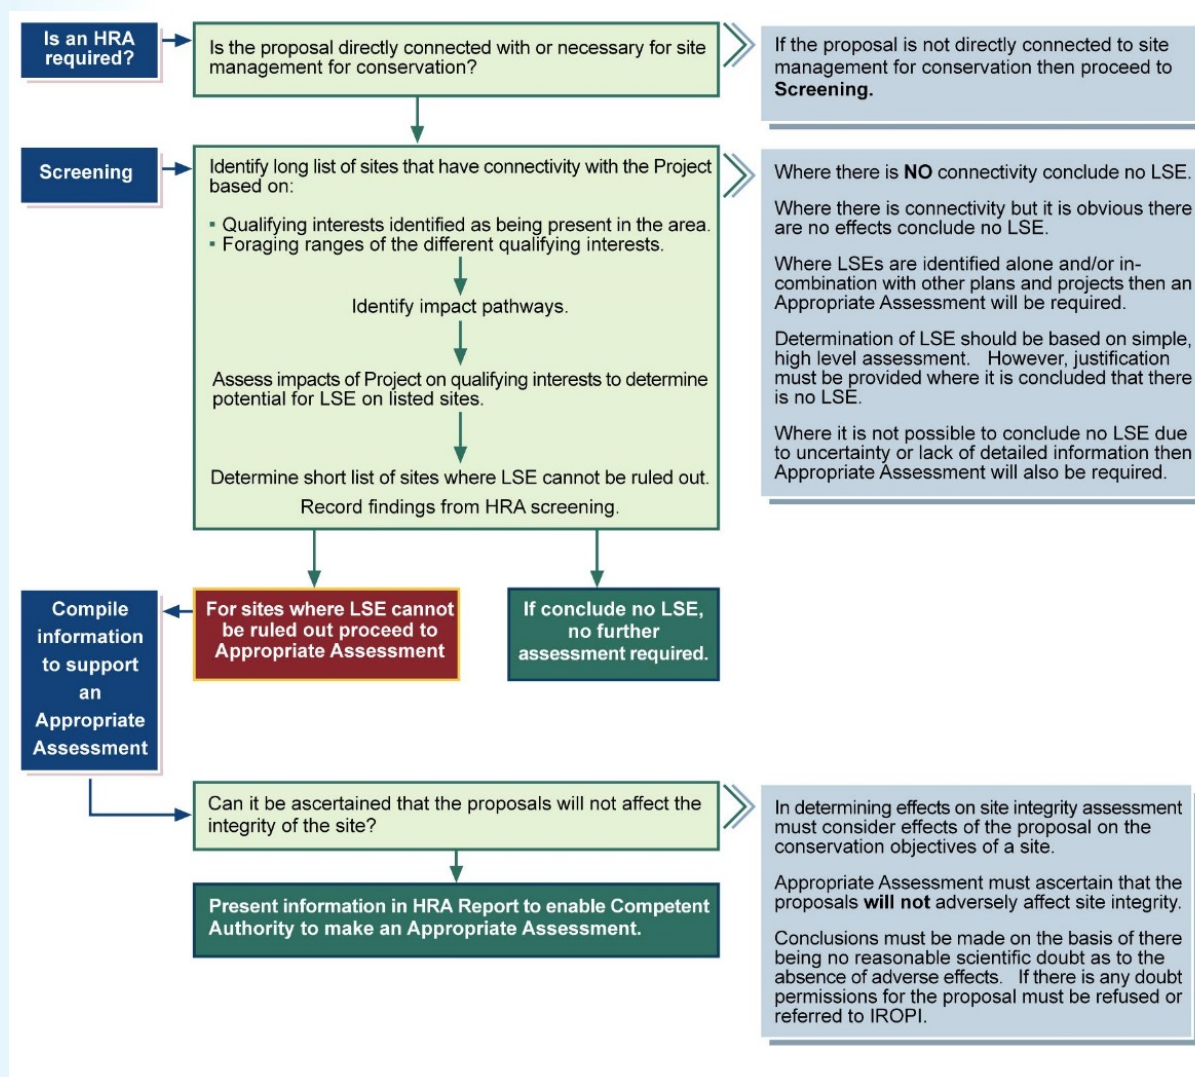 Is an HRA
required?
Is the proposal directly connected with or necessary for site
management for conservation?
If the proposal is not directly connected to site
management for conservation then proceed to
Screening.
Screening
Identify long list of sites that have connectivity with the Project
based on:
▪ Qualifying interests identified as being present in the area.
▪ Foraging ranges of the different qualifying interests.
Identify impact pathways.
Assess impacts of Project on qualifying interests to determine
potential for LSE on listed sites.
Determine short list of sites where LSE cannot be ruled out.
Record findings from HRA screening.
Where there is NO connectivity conclude no LSE.
Where there is connectivity but it is obvious there
are no effects conclude no LSE.
Where LSEs are identified alone and/or in-
combination with other plans and projects then an
Appropriate Assessment will be required.
Determination of LSE should be based on simple,
high level assessment. However, justification
must be provided where it is concluded that there
is no LSE.
Where it is not possible to conclude no LSE due
to uncertainty or lack of detailed information then
Appropriate Assessment will also be required.
Compile
information
to support
an
Appropriate
Assessment
For sites where LSE cannot
be ruled out proceed to
Appropriate Assessment
If conclude no LSE,
no further
assessment required.
Can it be ascertained that the proposals will not affect the
integrity of the site?
Present information in HRA Report to enable Competent
Authority to make an Appropriate Assessment.
In determining effects on site integrity assessment
must consider effects of the proposal on the
conservation objectives of a site.
Appropriate Assessment must ascertain that the
proposals will not adversely affect site integrity.
Conclusions must be made on the basis of there
being no reasonable scientific doubt as to the
absence of adverse effects. If there is any doubt
permissions for the proposal must be refused or
referred to IROPI.